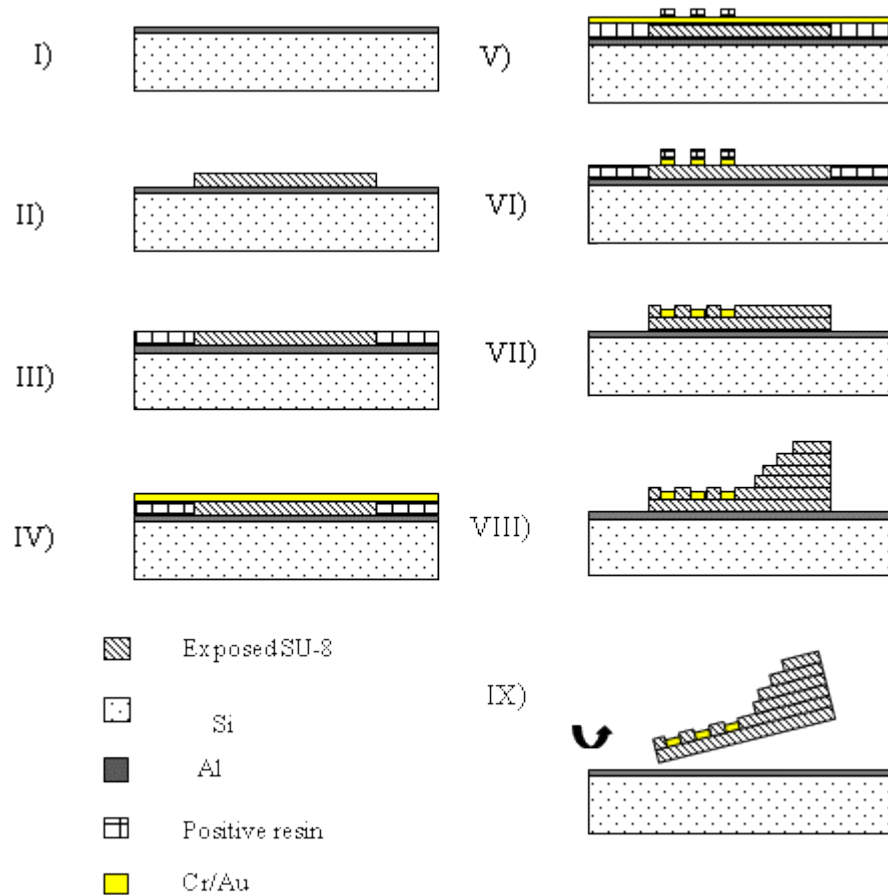 I)
II)
III)
IV)
Exposed SU-8
Si
Al
Positive resin
Cr/Au
V)
VI)
VII)
VIII)
IX)